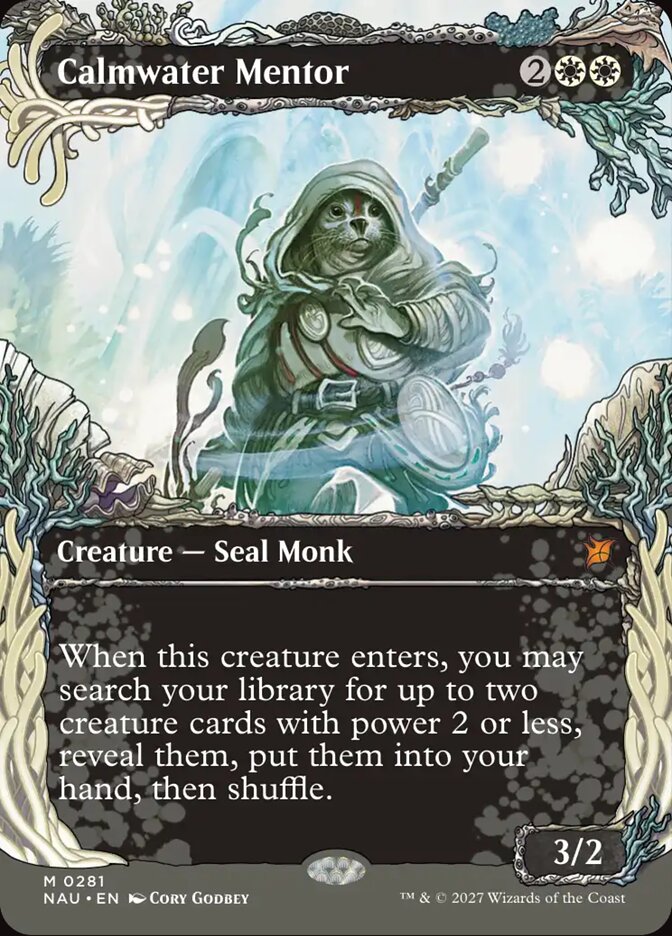 Calmwater Mentor 2
Creature — Seal Monk
When this creature enters, you may
search your library for up to two
creature cards with power 2 or less,
reveal them, put them into your
hand, then shuffle.
3/2
M 0281
NAU • EN Cory Godbey
™ & © 2027 Wizards of the Coast